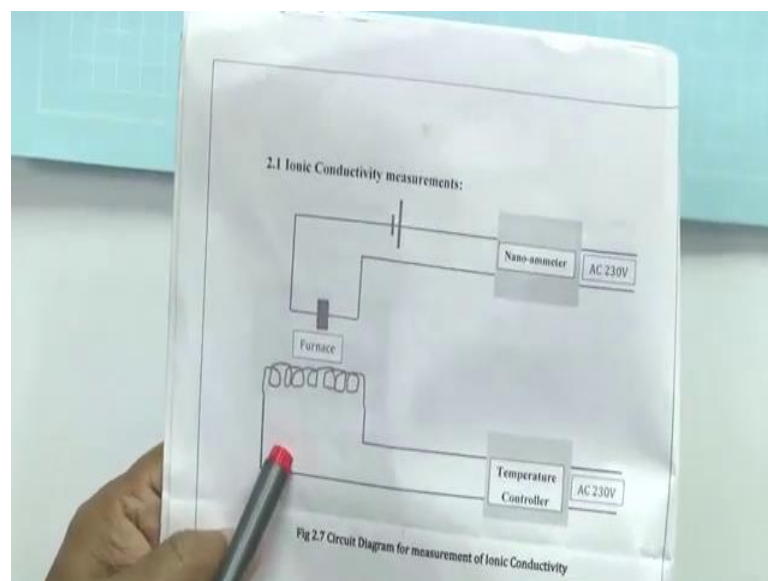 2.1 Ionic Conductivity measurements:
Nano-ammeter
AC 230V
Furnace
Temperature
Controller
AC 230V
Fig 2.7 Circuit Diagram for measurement of Ionic Conductivity